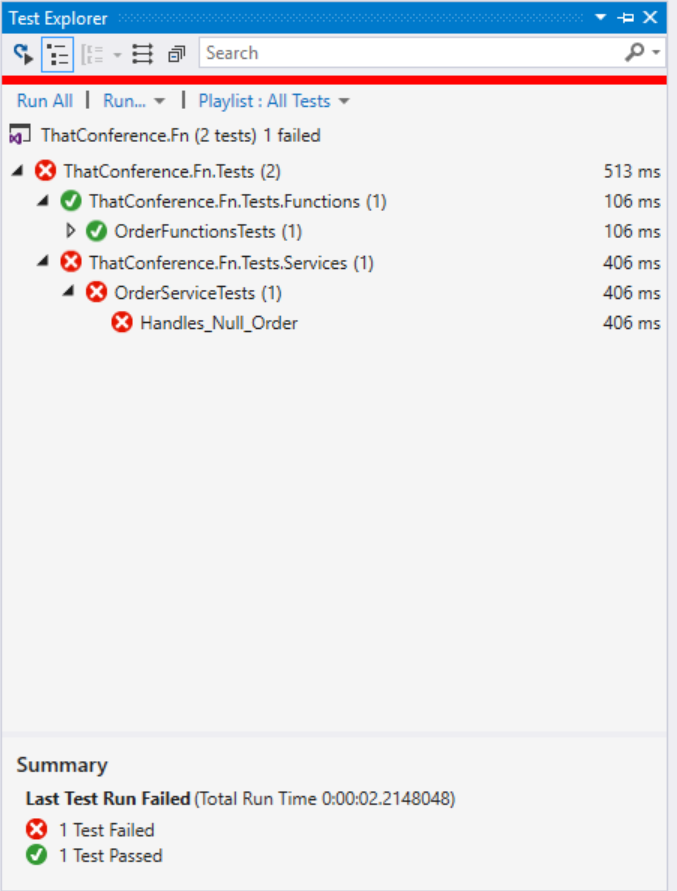 Test Explorer
Search
Run All | Run... | Playlist : All Tests
ThatConference.Fn (2 tests) 1 failed
ThatConference.Fn.Tests (2) 513 ms
ThatConference.Fn.Tests.Functions (1) 106 ms
OrderFunctionsTests (1) 106 ms
ThatConference.Fn.Tests.Services (1) 406 ms
OrderServiceTests (1) 406 ms
Handles_Null_Order 406 ms
Summary
Last Test Run Failed (Total Run Time 0:00:02.2148048)
1 Test Failed
1 Test Passed